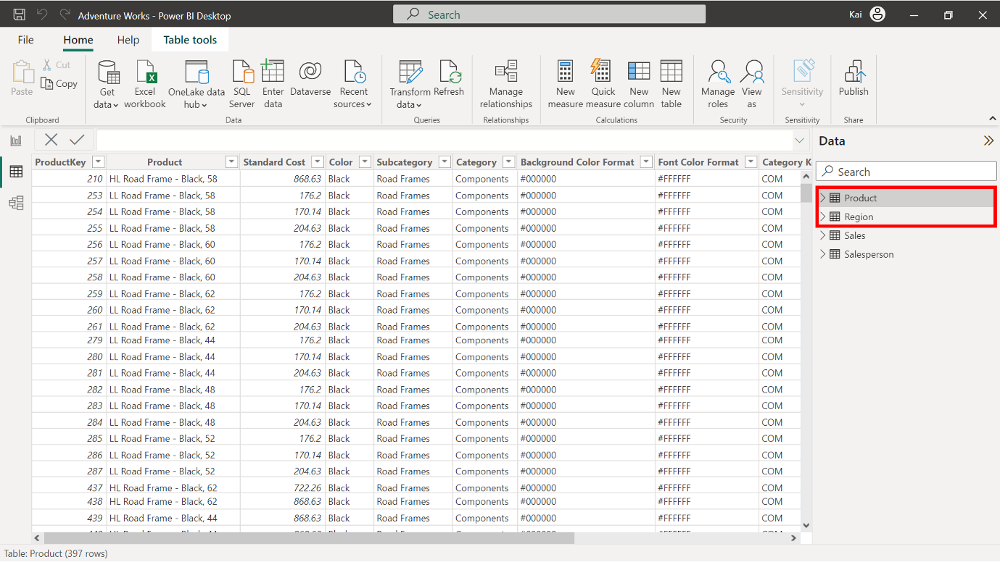 Adventure Works - Power BI Desktop
Search
Kai
File Home Help Table tools
Paste
Cut
Copy
Clipboard
Get data
Excel workbook
OneLake data hub
SQL Server
Enter data
Dataverse
Recent sources
Data
Transform data
Refresh
Queries
Manage relationships
Relationships
New measure
Quick measure
New column
New table
Calculations
Manage roles
View as
Security
Sensitivity
Sensitivity
Publish
Share
ProductKey Product Standard Cost Color Subcategory Category Background Color Format Font Color Format Category K
210 HL Road Frame - Black, 58 868.63 Black Road Frames Components #000000 #FFFFFF COM
253 LL Road Frame - Black, 58 176.2 Black Road Frames Components #000000 #FFFFFF COM
254 LL Road Frame - Black, 58 170.14 Black Road Frames Components #000000 #FFFFFF COM
255 LL Road Frame - Black, 58 204.63 Black Road Frames Components #000000 #FFFFFF COM
256 LL Road Frame - Black, 60 176.2 Black Road Frames Components #000000 #FFFFFF COM
257 LL Road Frame - Black, 60 170.14 Black Road Frames Components #000000 #FFFFFF COM
258 LL Road Frame - Black, 60 204.63 Black Road Frames Components #000000 #FFFFFF COM
259 LL Road Frame - Black, 62 176.2 Black Road Frames Components #000000 #FFFFFF COM
260 LL Road Frame - Black, 62 170.14 Black Road Frames Components #000000 #FFFFFF COM
261 LL Road Frame - Black, 62 204.63 Black Road Frames Components #000000 #FFFFFF COM
279 LL Road Frame - Black, 44 176.2 Black Road Frames Components #000000 #FFFFFF COM
280 LL Road Frame - Black, 44 170.14 Black Road Frames Components #000000 #FFFFFF COM
281 LL Road Frame - Black, 44 204.63 Black Road Frames Components #000000 #FFFFFF COM
282 LL Road Frame - Black, 48 176.2 Black Road Frames Components #000000 #FFFFFF COM
283 LL Road Frame - Black, 48 170.14 Black Road Frames Components #000000 #FFFFFF COM
284 LL Road Frame - Black, 48 204.63 Black Road Frames Components #000000 #FFFFFF COM
285 LL Road Frame - Black, 52 176.2 Black Road Frames Components #000000 #FFFFFF COM
286 LL Road Frame - Black, 52 170.14 Black Road Frames Components #000000 #FFFFFF COM
287 LL Road Frame - Black, 52 204.63 Black Road Frames Components #000000 #FFFFFF COM
437 HL Road Frame - Black, 62 722.26 Black Road Frames Components #000000 #FFFFFF COM
438 HL Road Frame - Black, 62 868.63 Black Road Frames Components #000000 #FFFFFF COM
439 HL Road Frame - Black, 44 868.63 Black Road Frames Components #000000 #FFFFFF COM
Data
Search
Product
Region
Sales
Salesperson
Table: Product (397 rows)